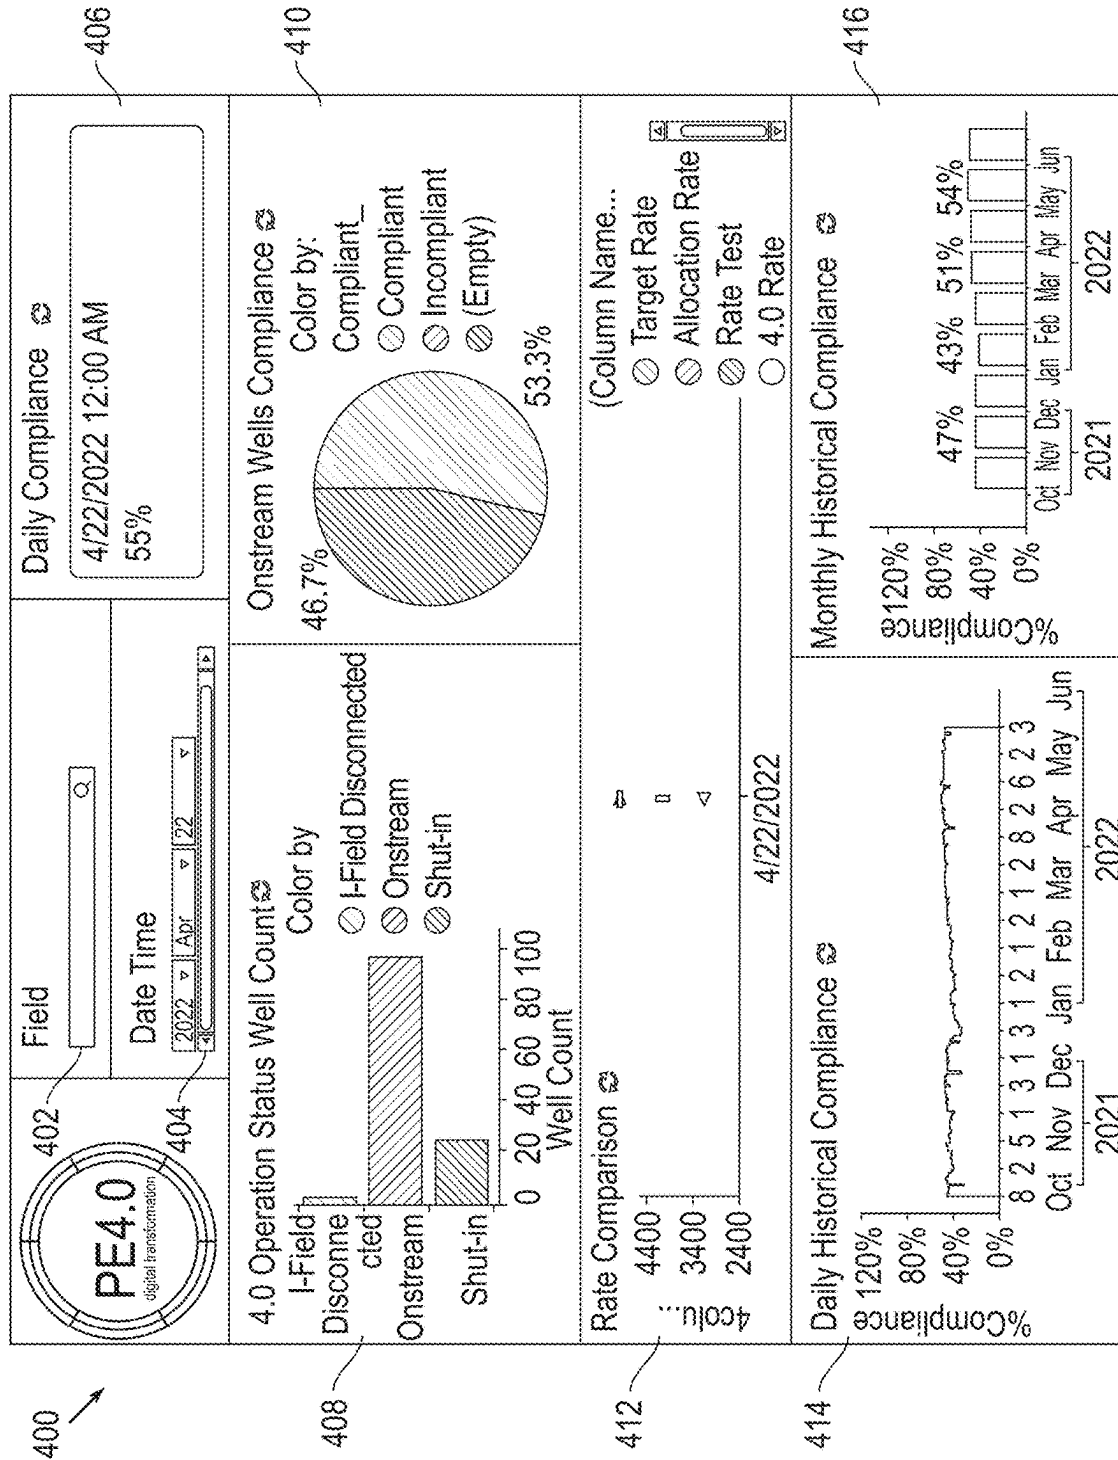 400
PE4.0
digital transformation
402
Field
404
Date Time
2022 Apr 22
Daily Compliance
406
4/22/2022 12:00 AM
55%
408
4.0 Operation Status Well Count
I-Field
Disconne
cted
Onstream
Shut-in
0 20 40 60 80 100
Well Count
Color by
I-Field Disconnected
Onstream
Shut-in
Onstream Wells Compliance
410
46.7%
53.3%
Color by:
Compliant_
Compliant
Incompliant
(Empty)
412
Rate Comparison
4400
3400
2400
4colu...
4/22/2022
(Column Name...
Target Rate
Allocation Rate
Rate Test
4.0 Rate
414
Daily Historical Compliance
120%
80%
40%
0%
%Compliance
8 2 5 1 3 1 3 1 2 1 2 1 2 8 2 6 2 3
Oct Nov Dec Jan Feb Mar Apr May Jun
2021 2022
Monthly Historical Compliance
416
120%
80%
40%
0%
%Compliance
47% 43% 51% 54%
Oct Nov Dec Jan Feb Mar Apr May Jun
2021 2022